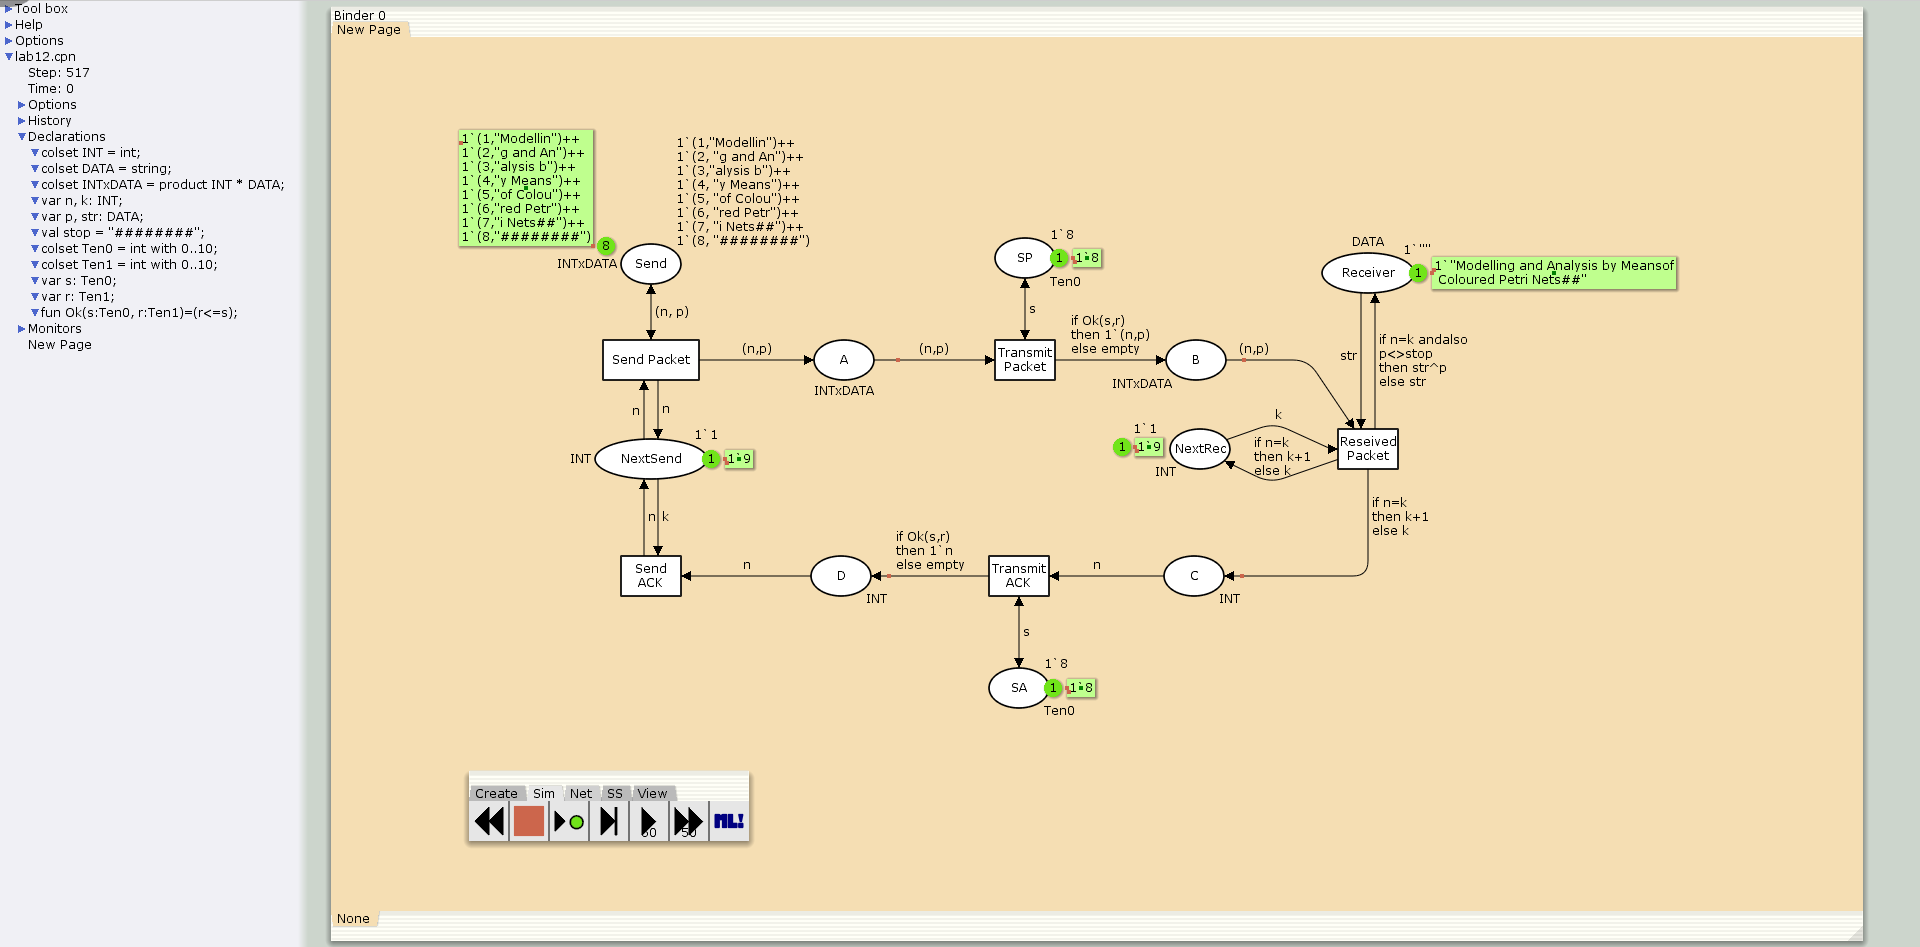 Tool box
Help
Options
lab12.cpn
Step: 517
Time: 0
Options
History
Declarations
colset INT = int;
colset DATA = string;
colset INTxDATA = product INT * DATA;
var n, k: INT;
var p, str: DATA;
val stop = "########";
colset Ten0 = int with 0..10;
colset Ten1 = int with 0..10;
var s: Ten0;
var r: Ten1;
fun Ok(s:Ten0, r:Ten1)=(r<=s);
Monitors
New Page
Binder 0
New Page
1`(1,"Modellin")++
1`(2,"g and An")++
1`(3,"alysis b")++
1`(4,"y Means")++
1`(5,"of Colou")++
1`(6,"red Petr")++
1`(7,"i Nets##")++
1`(8,"########")
8
1`(1,"Modellin")++
1`(2, "g and An")++
1`(3,"alysis b")++
1`(4, "y Means")++
1`(5, "of Colou")++
1`(6, "red Petr")++
1`(7, "i Nets##")++
1`(8, "########")
INTxDATA
Send
(n, p)
1`8
SP
1
1`8
Ten0
s
DATA
1`""
Receiver
1
1`"Modelling and Analysis by Meansof
Coloured Petri Nets##"
Send Packet
(n,p)
A
INTxDATA
(n,p)
Transmit
Packet
if Ok(s,r)
then 1`(n,p)
else empty
B
INTxDATA
(n,p)
str
if n=k andalso
p<>stop
then str^p
else str
n
n
1`1
INT
NextSend
1
1`9
1`1
1
1`9
NextRec
INT
k
if n=k
then k+1
else k
Reseived
Packet
n
k
if n=k
then k+1
else k
Send
ACK
n
D
INT
if Ok(s,r)
then 1`n
else empty
Transmit
ACK
n
C
INT
s
1`8
SA
1
1`8
Ten0
Create
Sim
Net
SS
View
50
50
ML!
None